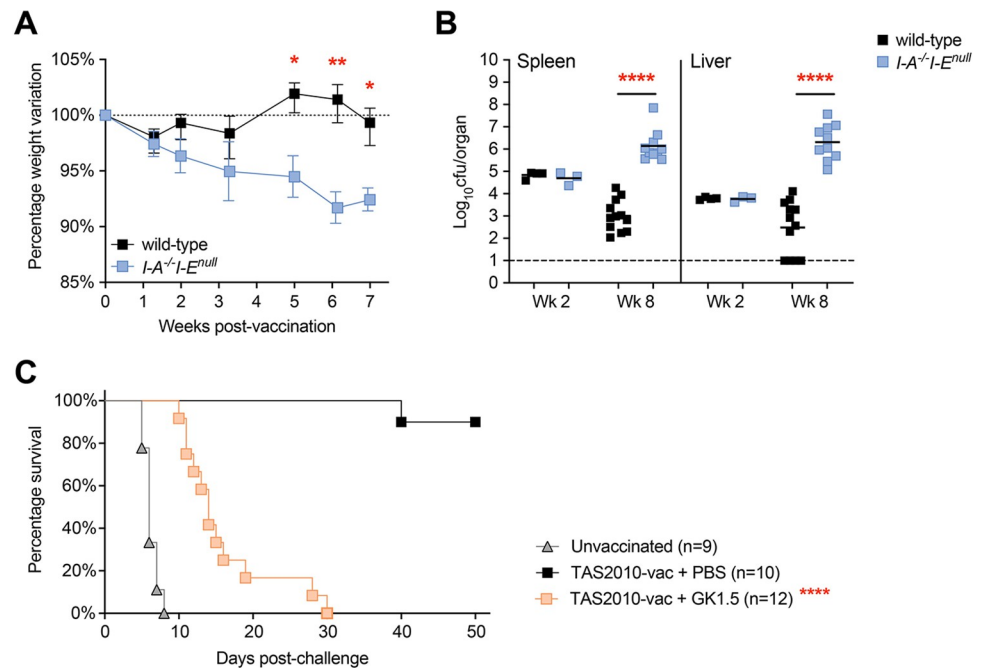 A
105%
100%
95%
90%
85%
Percentage weight variation
* ** *
wild-type
I-A-/-I-Enull
0 1 2 3 4 5 6 7
Weeks post-vaccination
B
wild-type
I-A-/-I-Enull
Spleen Liver
**** ****
10
9
8
7
6
5
4
3
2
1
0
Log10cfu/organ
Wk 2 Wk 8 Wk 2 Wk 8
C
100%
80%
60%
40%
20%
0%
Percentage survival
0 10 20 30 40 50
Days post-challenge
Unvaccinated (n=9)
TAS2010-vac + PBS (n=10)
TAS2010-vac + GK1.5 (n=12) ****